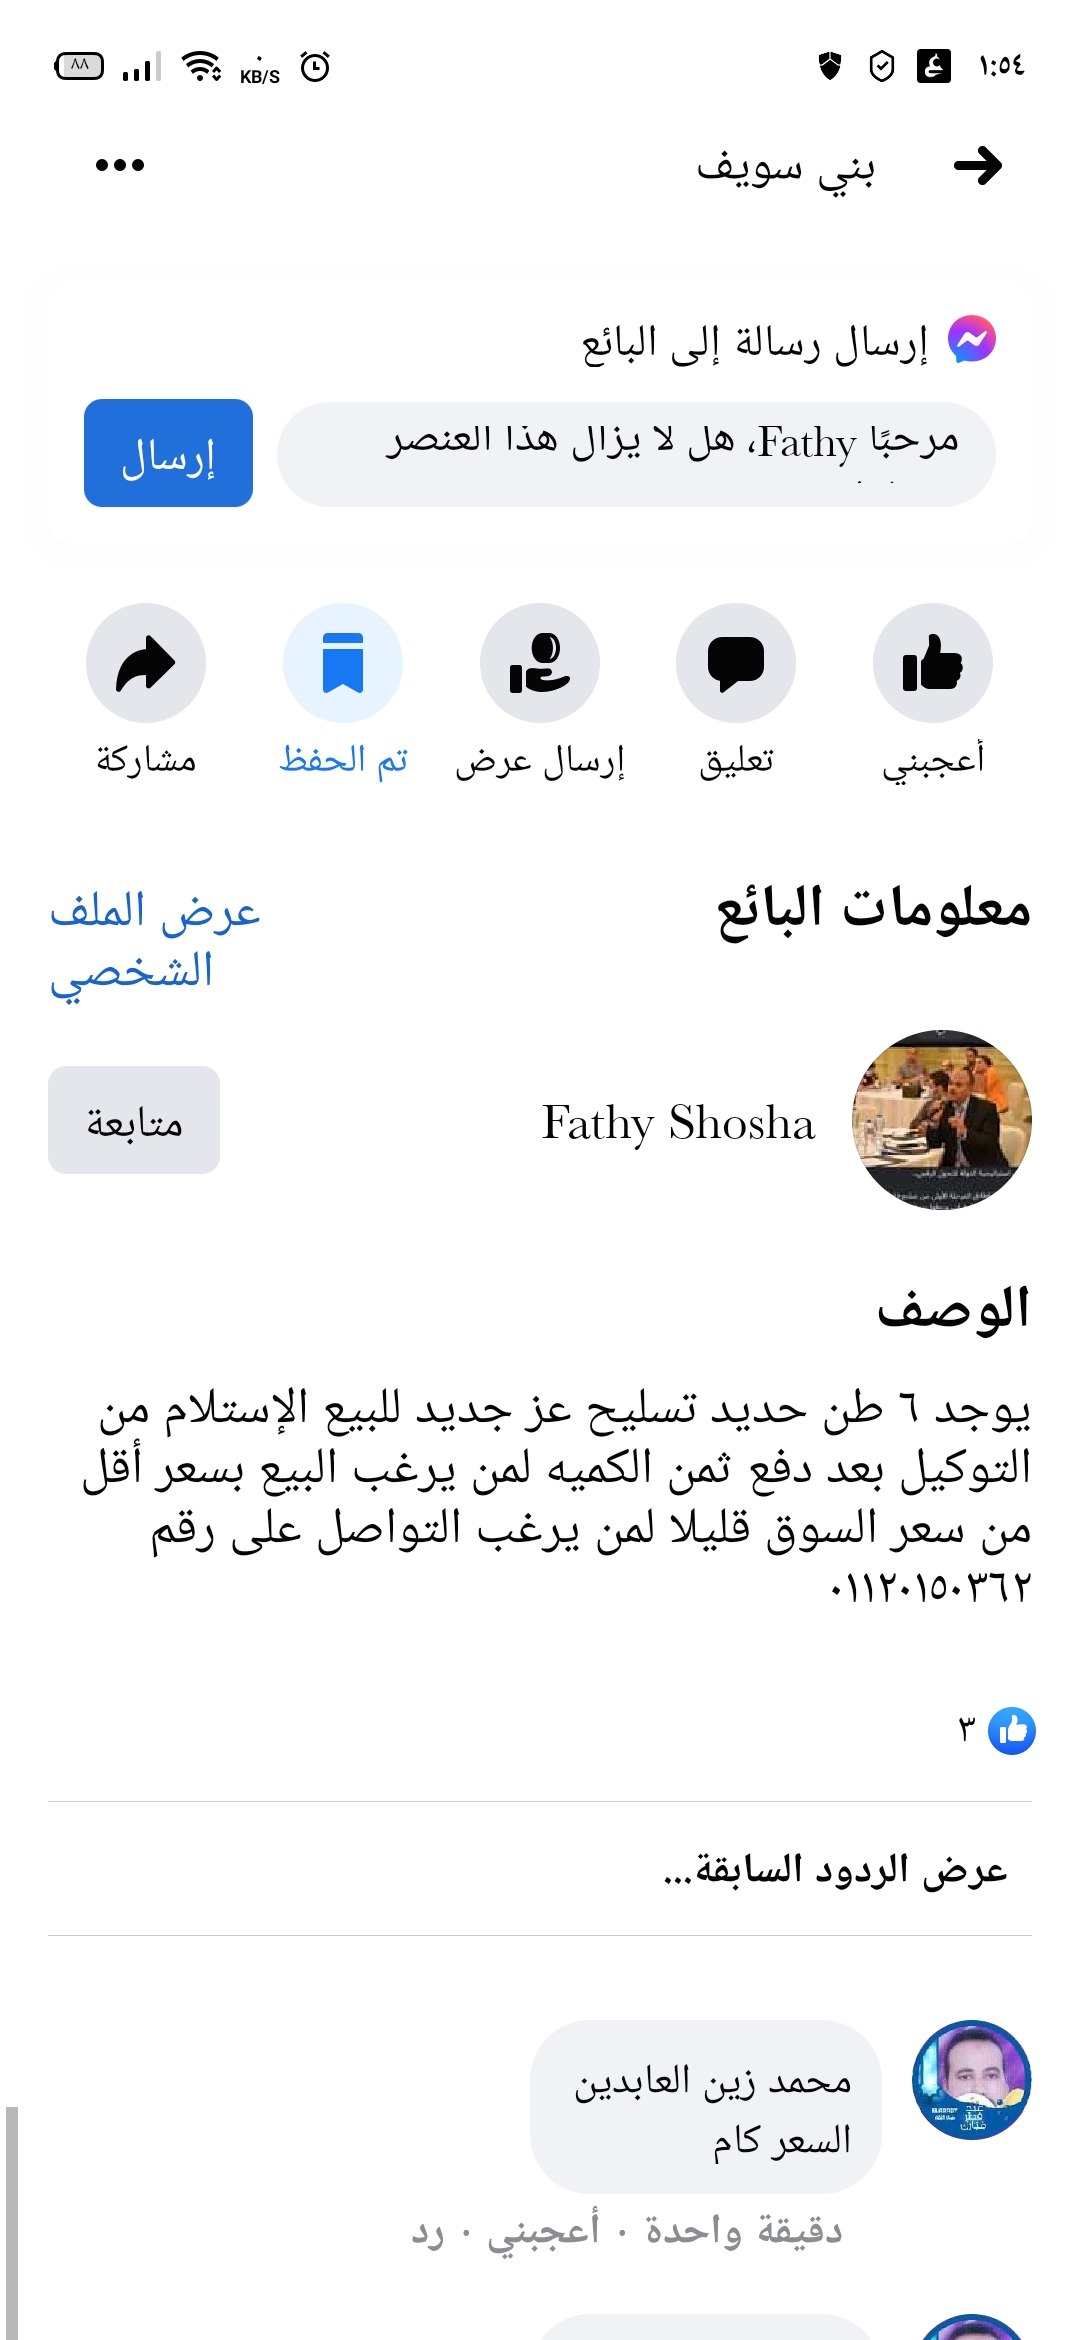 ١:٥٤
KB/S
٨٨
بني سويف
إرسال رسالة إلى البائع
مرحبًا Fathy، هل لا يزال هذا العنصر
إرسال
أعجبني
تعليق
إرسال عرض
تم الحفظ
مشاركة
معلومات البائع
عرض الملف
الشخصي
Fathy Shosha
متابعة
الوصف
يوجد ٦ طن حديد تسليح عز جديد للبيع الإستلام من
التوكيل بعد دفع ثمن الكميه لمن يرغب البيع بسعر أقل
من سعر السوق قليلا لمن يرغب التواصل على رقم
٠١١٢٠١٥٠٣٦٢
٣
عرض الردود السابقة...
محمد زين العابدين
السعر كام
دقيقة واحدة · أعجبني · رد